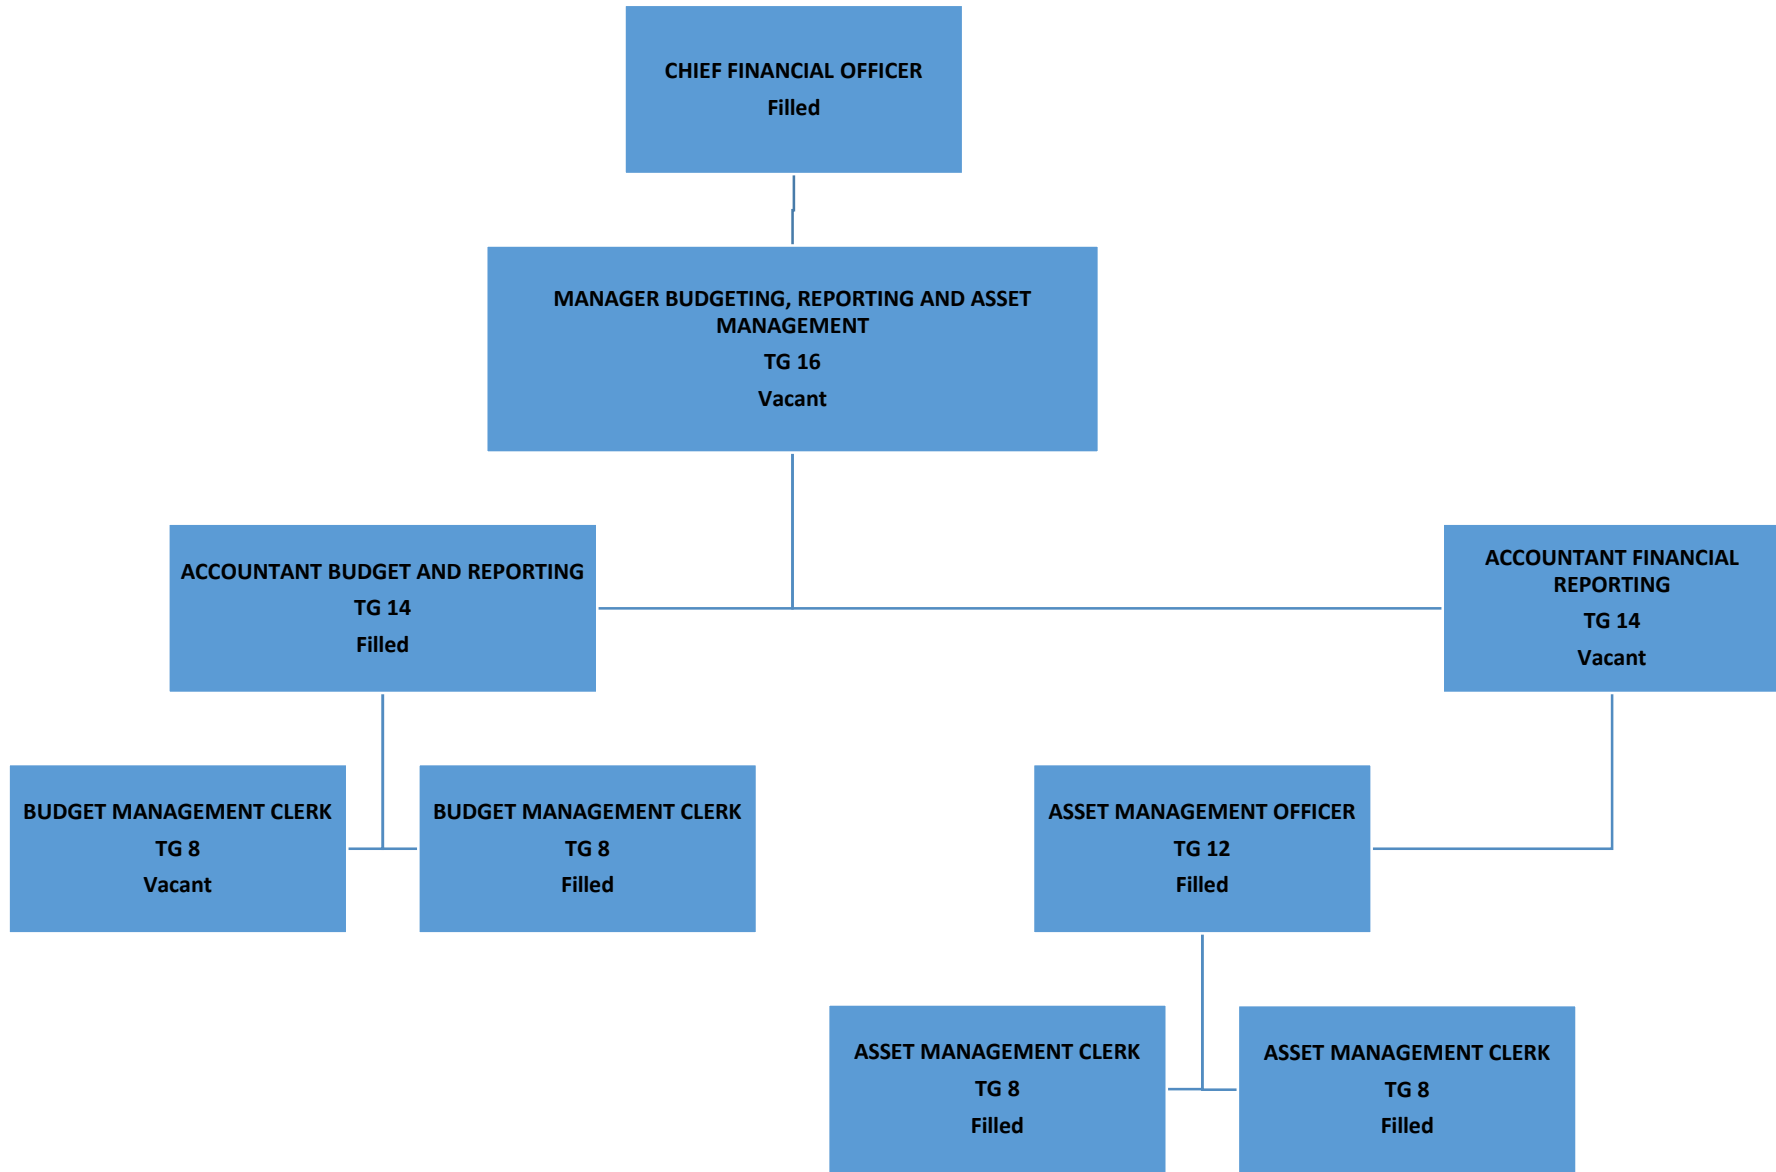 CHIEF FINANCIAL OFFICER
Filled
MANAGER BUDGETING, REPORTING AND ASSET
MANAGEMENT
TG 16
Vacant
ACCOUNTANT BUDGET AND REPORTING
TG 14
Filled
ACCOUNTANT FINANCIAL
REPORTING
TG 14
Vacant
BUDGET MANAGEMENT CLERK
TG 8
Vacant
BUDGET MANAGEMENT CLERK
TG 8
Filled
ASSET MANAGEMENT OFFICER
TG 12
Filled
ASSET MANAGEMENT CLERK
TG 8
Filled
ASSET MANAGEMENT CLERK
TG 8
Filled